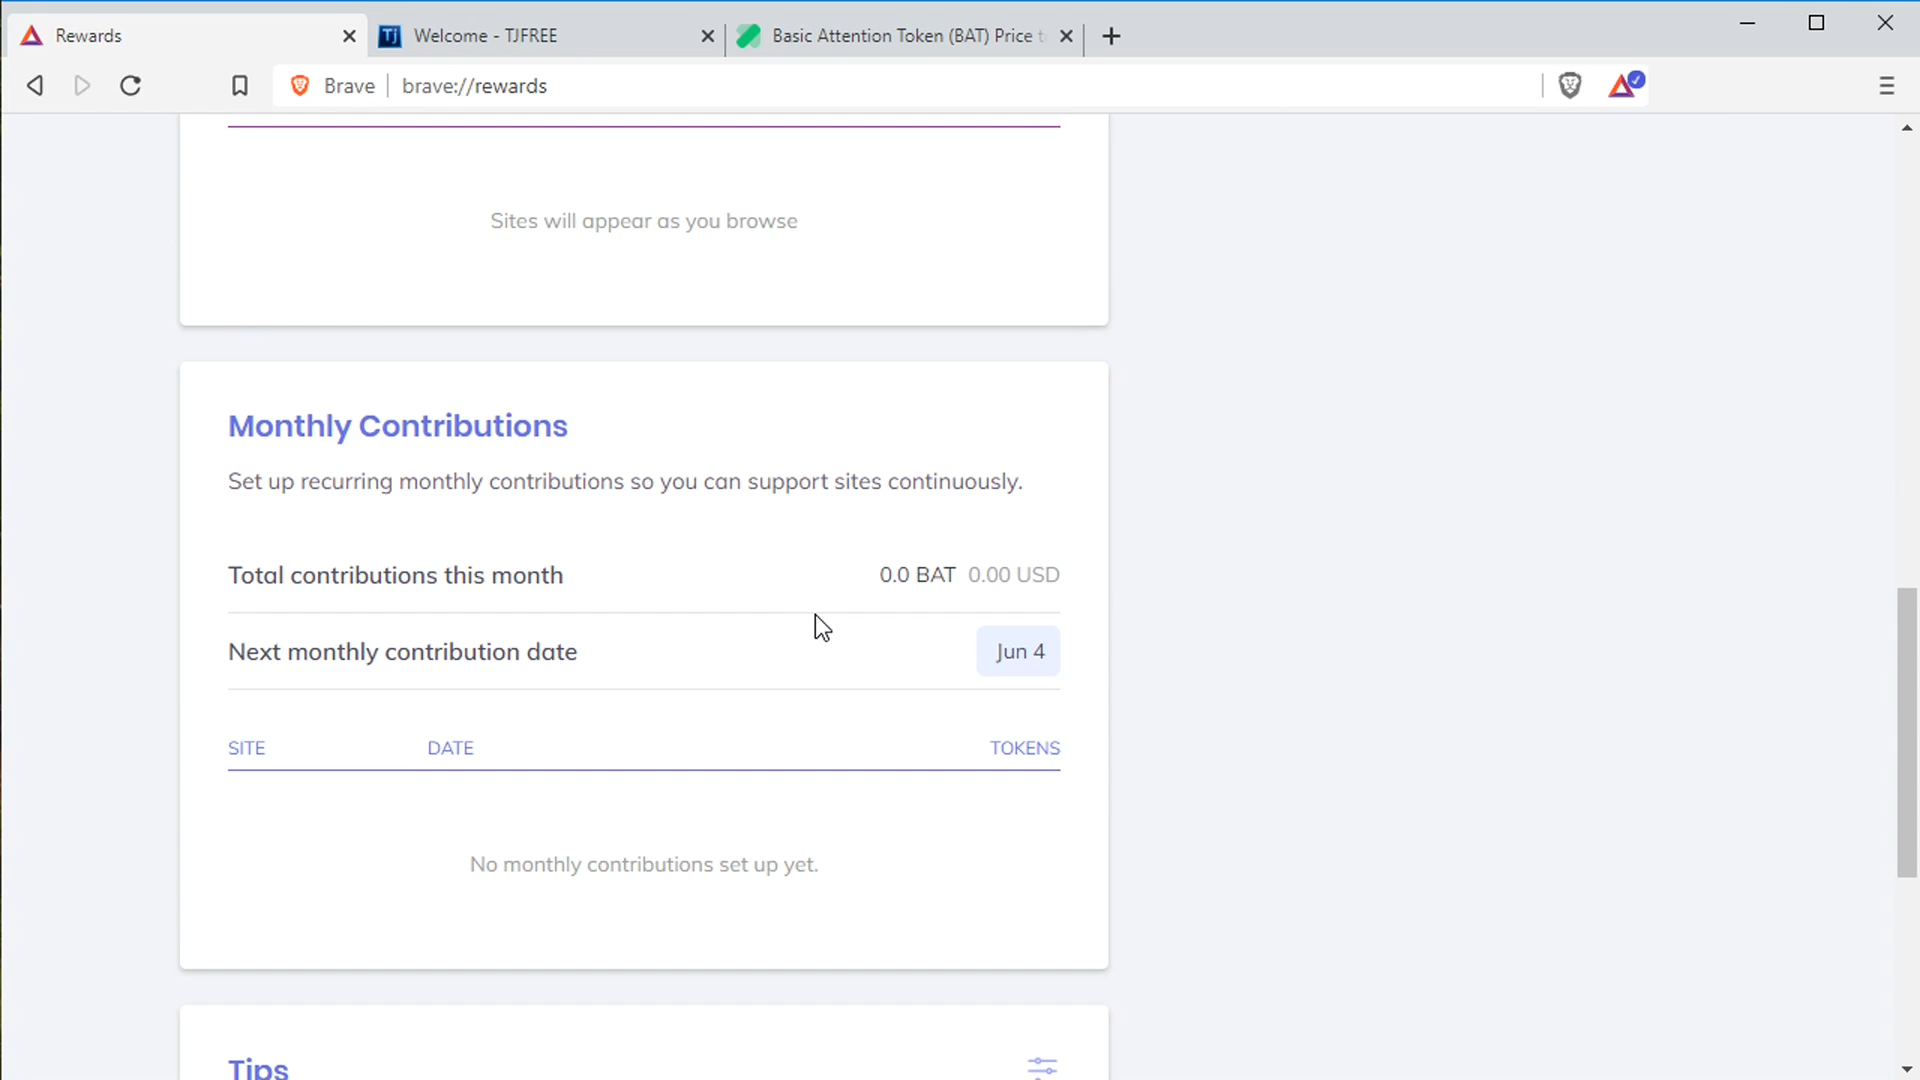 Rewards
Welcome - TJFREE
Basic Attention Token (BAT) Price t
Brave
brave://rewards
Sites will appear as you browse
Monthly Contributions
Set up recurring monthly contributions so you can support sites continuously.
Total contributions this month 0.0 BAT 0.00 USD
Next monthly contribution date Jun 4
SITE DATE TOKENS
No monthly contributions set up yet.
Tips